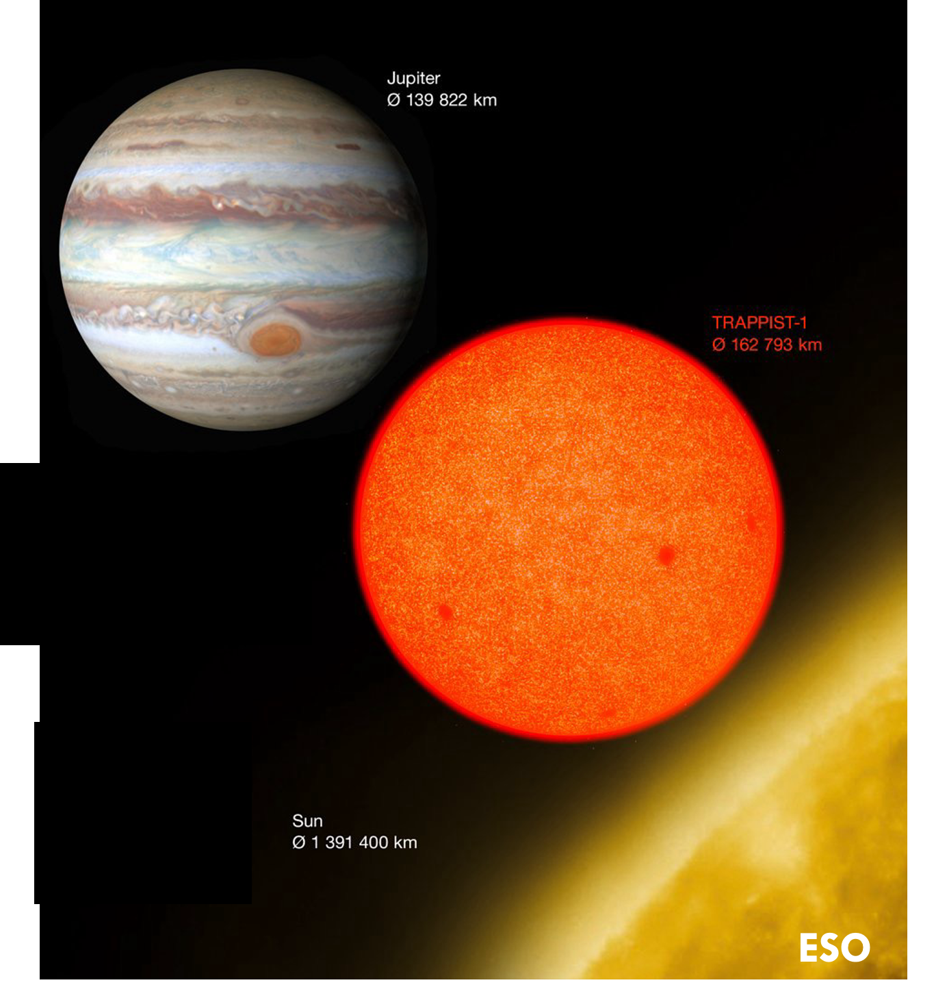 Jupiter
Ø 139 822 km
TRAPPIST-1
Ø 162 793 km
Sun
Ø 1 391 400 km
ESO